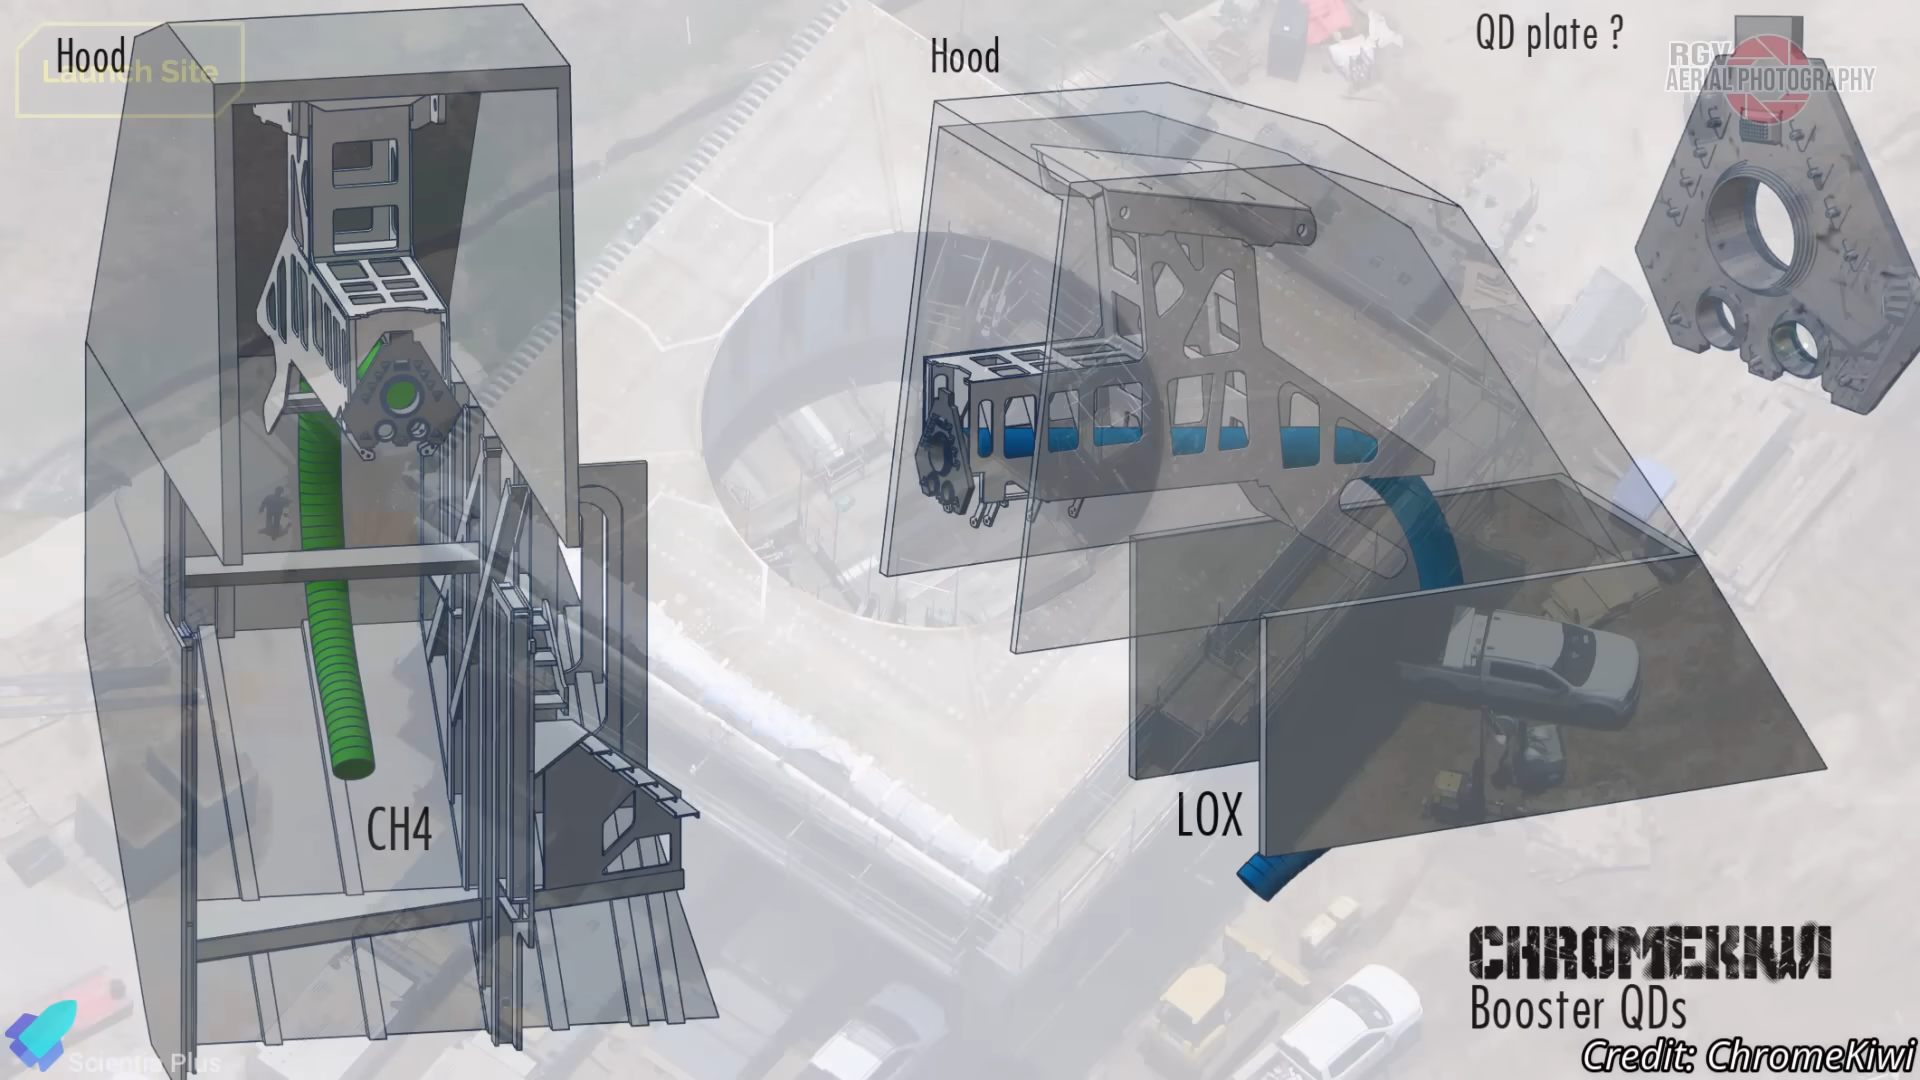 Hood
Launch Site
Hood
QD plate ?
RGV
AERIAL PHOTOGRAPHY
CH4
LOX
CHROMEKIWI
Booster QDs
Credit: ChromeKiwi
Scientia Plus